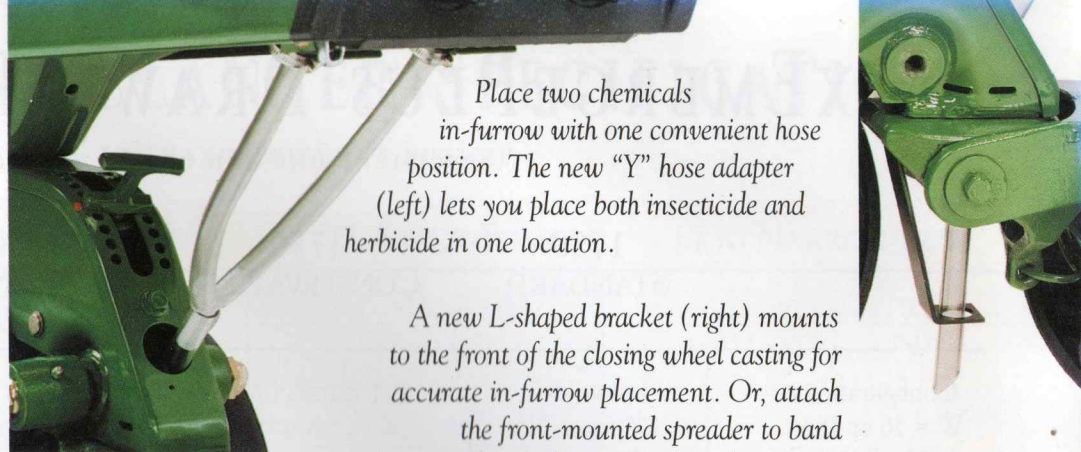 Place two chemicals
in-furrow with one convenient hose
position. The new “Y” hose adapter
(left) lets you place both insecticide and
herbicide in one location.
A new L-shaped bracket (right) mounts
to the front of the closing wheel casting for
accurate in-furrow placement. Or, attach
the front-mounted spreader to band